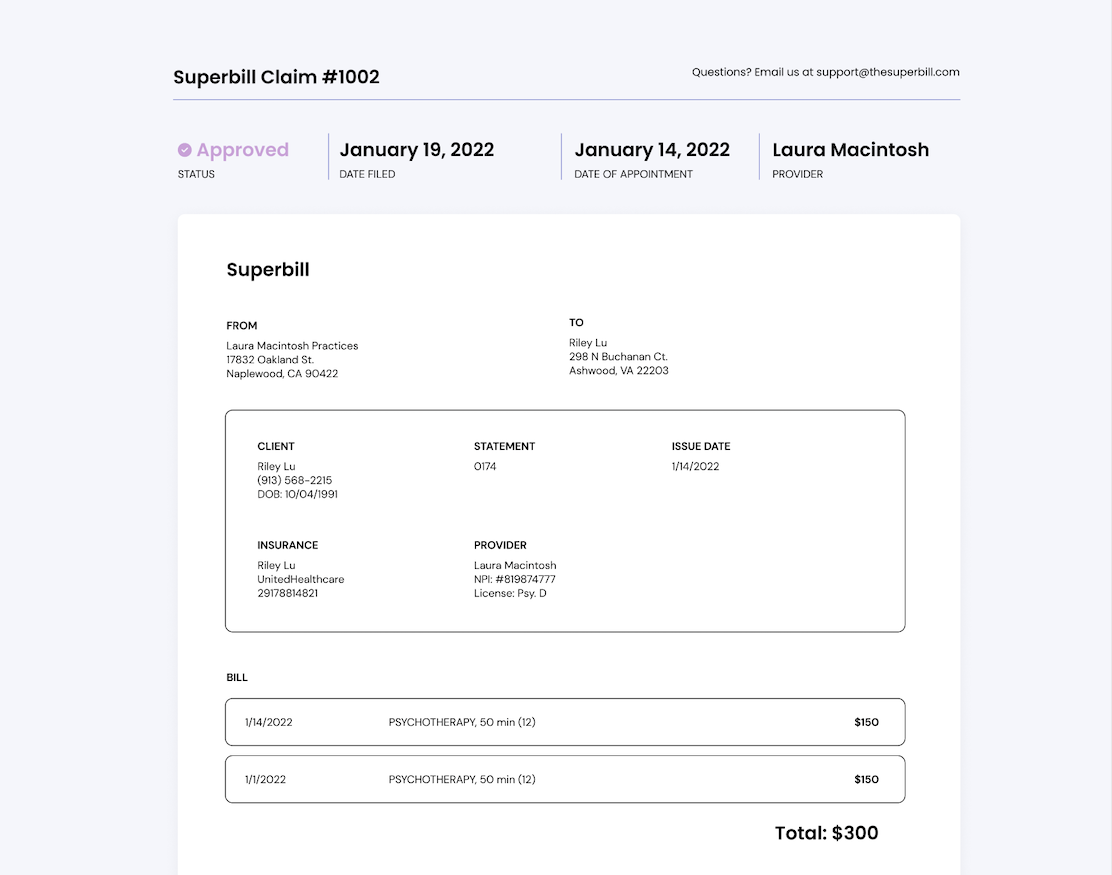 Superbill Claim #1002
Questions? Email us at support@thesuperbill.com
Approved
STATUS
January 19, 2022
DATE FILED
January 14, 2022
DATE OF APPOINTMENT
Laura Macintosh
PROVIDER
Superbill
FROM
Laura Macintosh Practices
17832 Oakland St.
Naplewood, CA 90422
TO
Riley Lu
298 N Buchanan Ct.
Ashwood, VA 22203
CLIENT
Riley Lu
(913) 568-2215
DOB: 10/04/1991
STATEMENT
0174
ISSUE DATE
1/14/2022
INSURANCE
Riley Lu
UnitedHealthcare
29178814821
PROVIDER
Laura Macintosh
NPI: #819874777
License: Psy. D
BILL
1/14/2022 PSYCHOTHERAPY, 50 min (12) $150
1/1/2022 PSYCHOTHERAPY, 50 min (12) $150
Total: $300